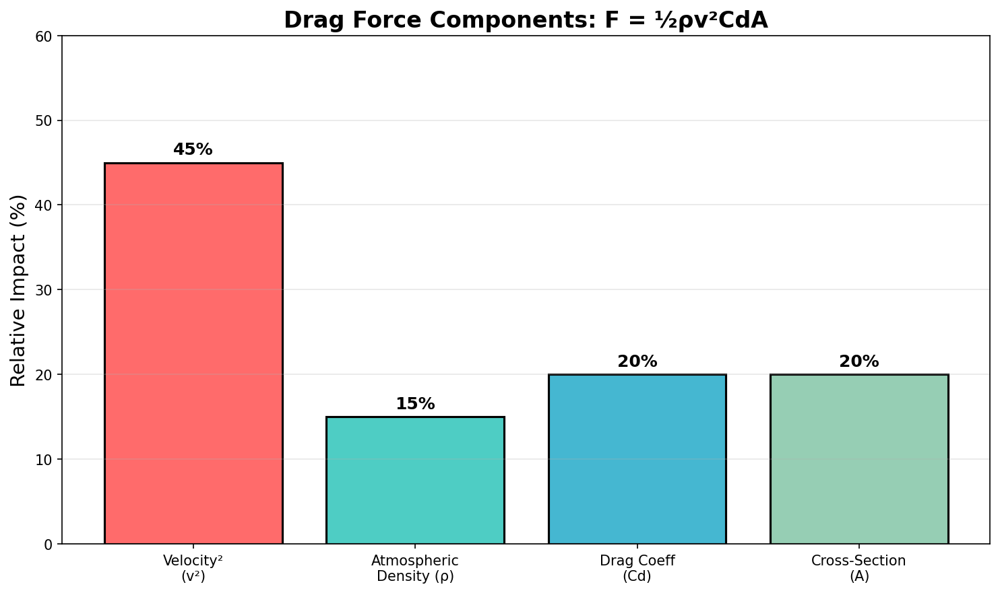 Drag Force Components: F = ½ρv²CdA
Relative Impact (%)
60
50
40
30
20
10
0
45%
15%
20%
20%
Velocity²
(v²)
Atmospheric
Density (ρ)
Drag Coeff
(Cd)
Cross-Section
(A)